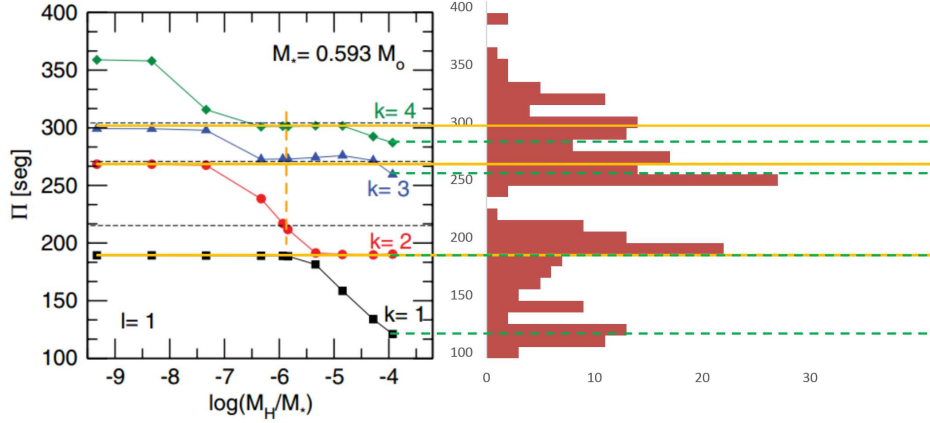 400
350
300
250
200
150
100
Π [seg]
M*= 0.593 Mo
k= 4
k= 3
k= 2
k= 1
l= 1
-9 -8 -7 -6 -5 -4
log(MH/M*)
400
350
300
250
200
150
100
0 10 20 30